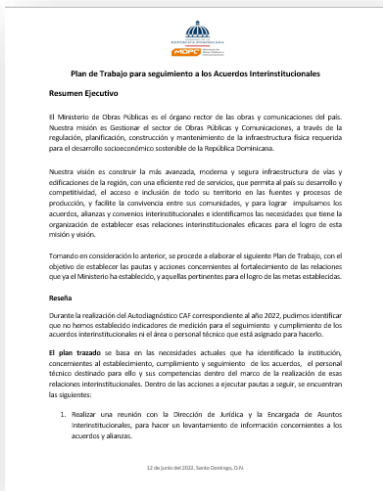 REPÚBLICA DOMINICANA
MOPC
Plan de Trabajo para seguimiento a los Acuerdos Interinstitucionales
Resumen Ejecutivo
El Ministerio de Obras Públicas es el órgano rector de las obras y comunicaciones del país.
Nuestra misión es Gestionar el sector de Obras Públicas y Comunicaciones, a través de la
regulación, planificación, construcción y mantenimiento de la infraestructura física requerida
para el desarrollo socioeconómico sostenible de la República Dominicana.
Nuestra visión es construir la más avanzada, moderna y segura infraestructura de vías y
edificaciones de la región, con una eficiente red de servicios, que permita al país su desarrollo y
competitividad, el acceso e inclusión de todo su territorio en las fuentes y procesos de
producción, y facilite la convivencia entre sus comunidades, y para lograr impulsamos los
acuerdos, alianzas y convenios interinstitucionales e identificamos las necesidades que tiene la
organización de establecer esas relaciones interinstitucionales eficaces para el logro de esta
misión y visión.
Tomando en consideración lo anterior, se procede a elaborar el siguiente Plan de Trabajo, con el
objetivo de establecer las pautas y acciones concernientes al fortalecimiento de las relaciones
que ya el Ministerio ha establecido, y aquellas pertinentes para el logro de las metas establecidas.
Reseña
Durante la realización del Autodiagnóstico CAF correspondiente al año 2022, pudimos identificar
que no hemos establecido indicadores de medición para el seguimiento y cumplimiento de los
acuerdos interinstitucionales ni el área o personal técnico que está asignado para hacerlo.
El plan trazado se basa en las necesidades actuales que ha identificado la institución,
concernientes al establecimiento, cumplimiento y seguimiento de los acuerdos, el personal
técnico destinado para ello y sus competencias dentro del marco de la realización de esas
relaciones interinstitucionales. Dentro de las acciones a ejecutar pautas a seguir, se encuentran
las siguientes:
1. Realizar una reunión con la Dirección de Jurídica y la Encargada de Asuntos
Interinstitucionales, para hacer un levantamiento de información concernientes a los
acuerdos y alianzas.
12 de junio del 2022, Santo Domingo, D.N.